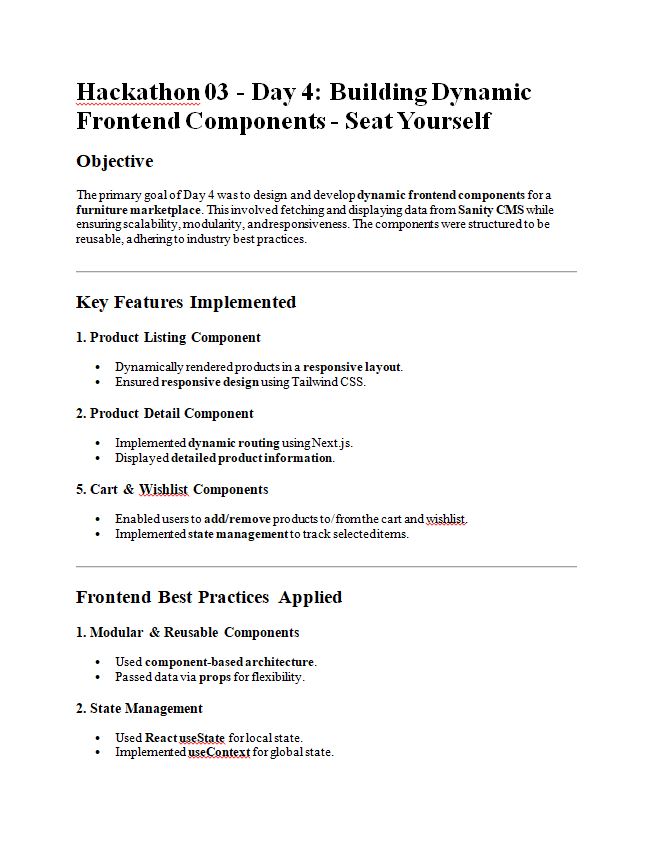 Hackathon 03 - Day 4: Building Dynamic
Frontend Components - Seat Yourself
Objective
The primary goal of Day 4 was to design and develop dynamic frontend components for a
furniture marketplace. This involved fetching and displaying data from Sanity CMS while
ensuring scalability, modularity, and responsiveness. The components were structured to be
reusable, adhering to industry best practices.
Key Features Implemented
1. Product Listing Component
• Dynamically rendered products in a responsive layout.
• Ensured responsive design using Tailwind CSS.
2. Product Detail Component
• Implemented dynamic routing using Next.js.
• Displayed detailed product information.
5. Cart & Wishlist Components
• Enabled users to add/remove products to/from the cart and wishlist.
• Implemented state management to track selected items.
Frontend Best Practices Applied
1. Modular & Reusable Components
• Used component-based architecture.
• Passed data via props for flexibility.
2. State Management
• Used React useState for local state.
• Implemented useContext for global state.